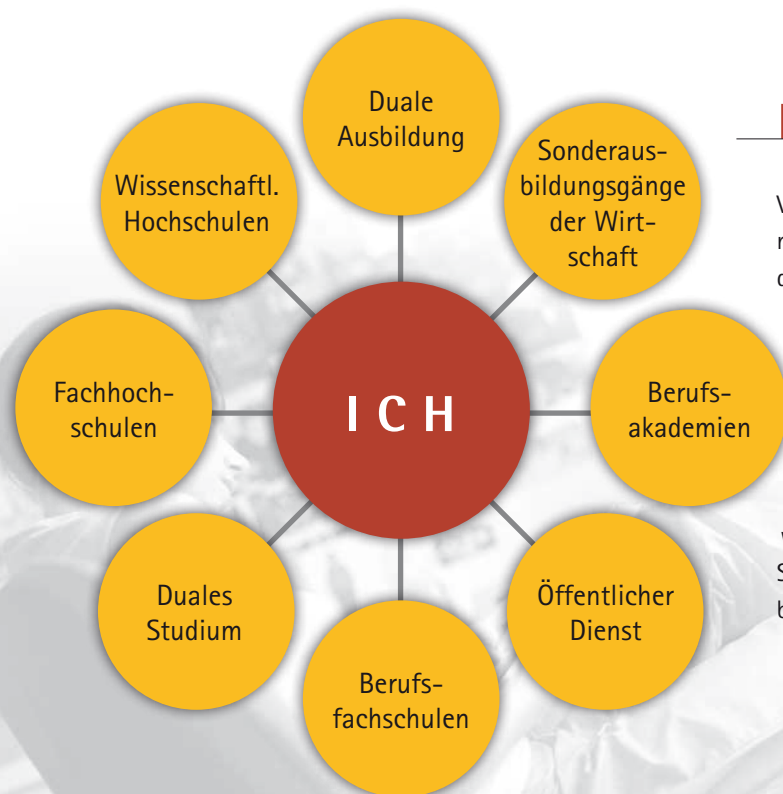 Duale
Ausbildung
Sonderaus-
bildungsgänge
der Wirt-
schaft
Berufs-
akademien
Öffentlicher
Dienst
Berufs-
fachschulen
Duales
Studium
Fachhoch-
schulen
Wissenschaftl.
Hochschulen
ICH